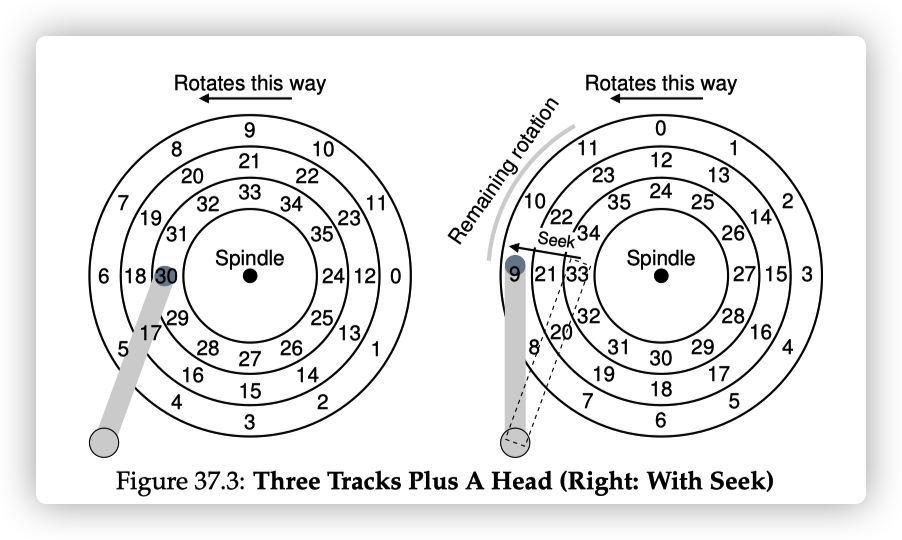 Rotates this way
9
8 10
21
20 22
33
7 32 34 11
19 23
31 35
Spindle
6 18 30 24 12 0
29 25
17 13
5 28 26 1
27
16 14
15
4 2
3
Rotates this way
Remaining rotation
0
11 1
12
23 13
24
10 35 25 2
22 14
34 26
Seek
Spindle
9 21 33 27 15 3
32 28
20 16
8 31 29 4
30
19 17
18
7 5
6
Figure 37.3: Three Tracks Plus A Head (Right: With Seek)